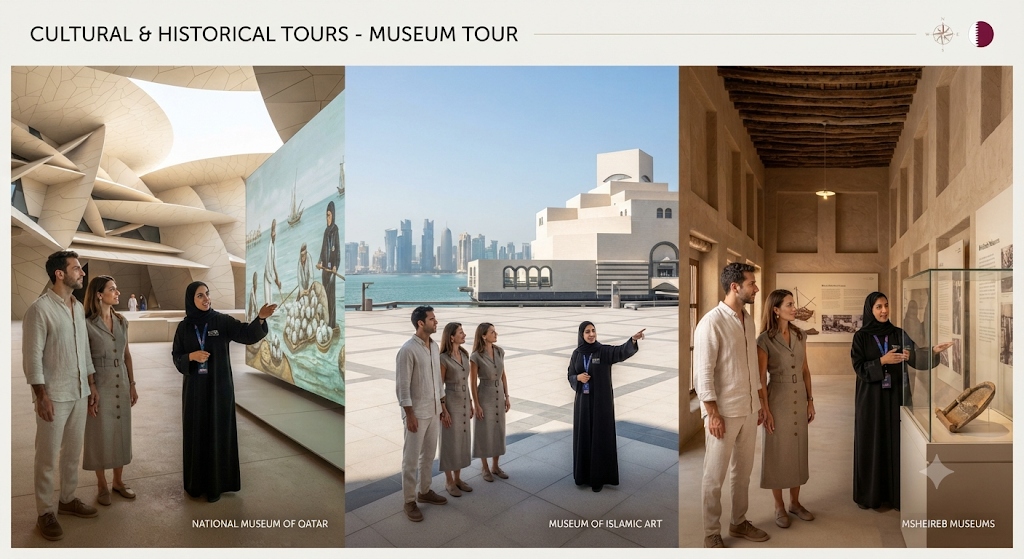 CULTURAL & HISTORICAL TOURS - MUSEUM TOUR
NATIONAL MUSEUM OF QATAR
MUSEUM OF ISLAMIC ART
MSHEIREB MUSEUMS